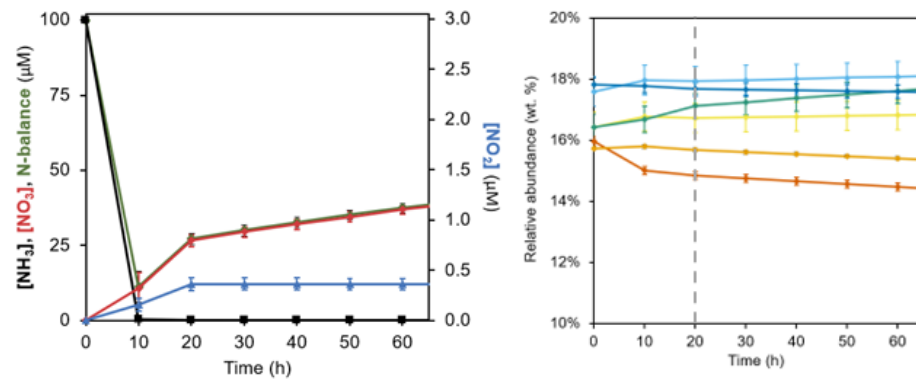 [NH₃], [NO₃], N-balance (µM)
100
75
50
25
0
3.0
2.5
2.0
1.5
1.0
0.5
0.0
[NO₂] (µM)
0 10 20 30 40 50 60
Time (h)
Relative abundance (wt. %)
20%
18%
16%
14%
12%
10%
0 10 20 30 40 50 60
Time (h)